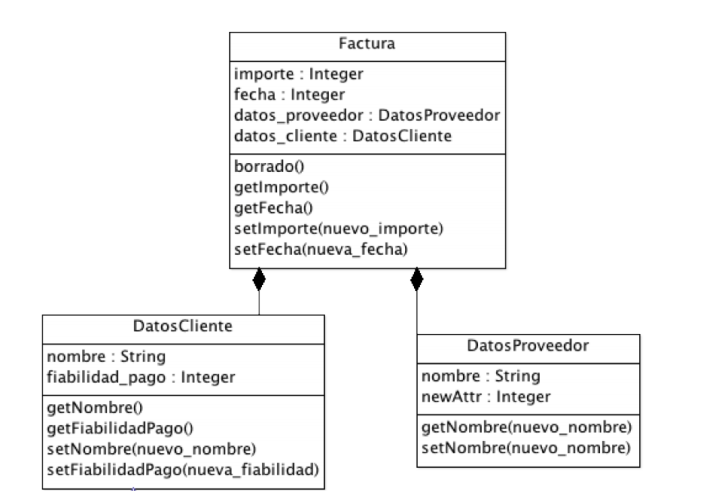 Factura
importe : Integer
fecha : Integer
datos_proveedor : DatosProveedor
datos_cliente : DatosCliente
borrado()
getImporte()
getFecha()
setImporte(nuevo_importe)
setFecha(nueva_fecha)
DatosCliente
nombre : String
fiabilidad_pago : Integer
getNombre()
getFiabilidadPago()
setNombre(nuevo_nombre)
setFiabilidadPago(nueva_fiabilidad)
DatosProveedor
nombre : String
newAttr : Integer
getNombre(nuevo_nombre)
setNombre(nuevo_nombre)